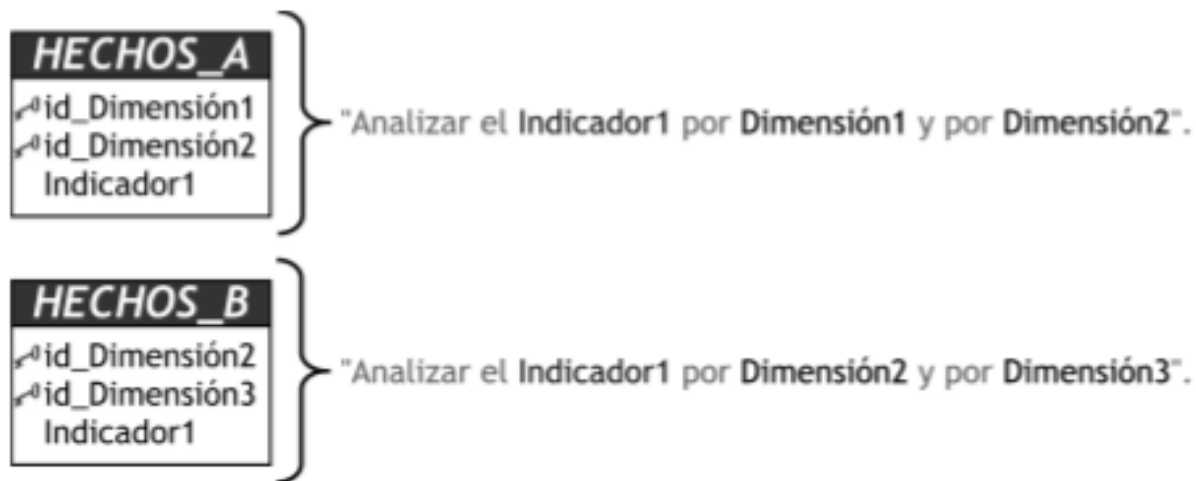 HECHOS_A
id_Dimensión1
id_Dimensión2
Indicador1
"Analizar el Indicador1 por Dimensión1 y por Dimensión2".
HECHOS_B
id_Dimensión2
id_Dimensión3
Indicador1
"Analizar el Indicador1 por Dimensión2 y por Dimensión3".